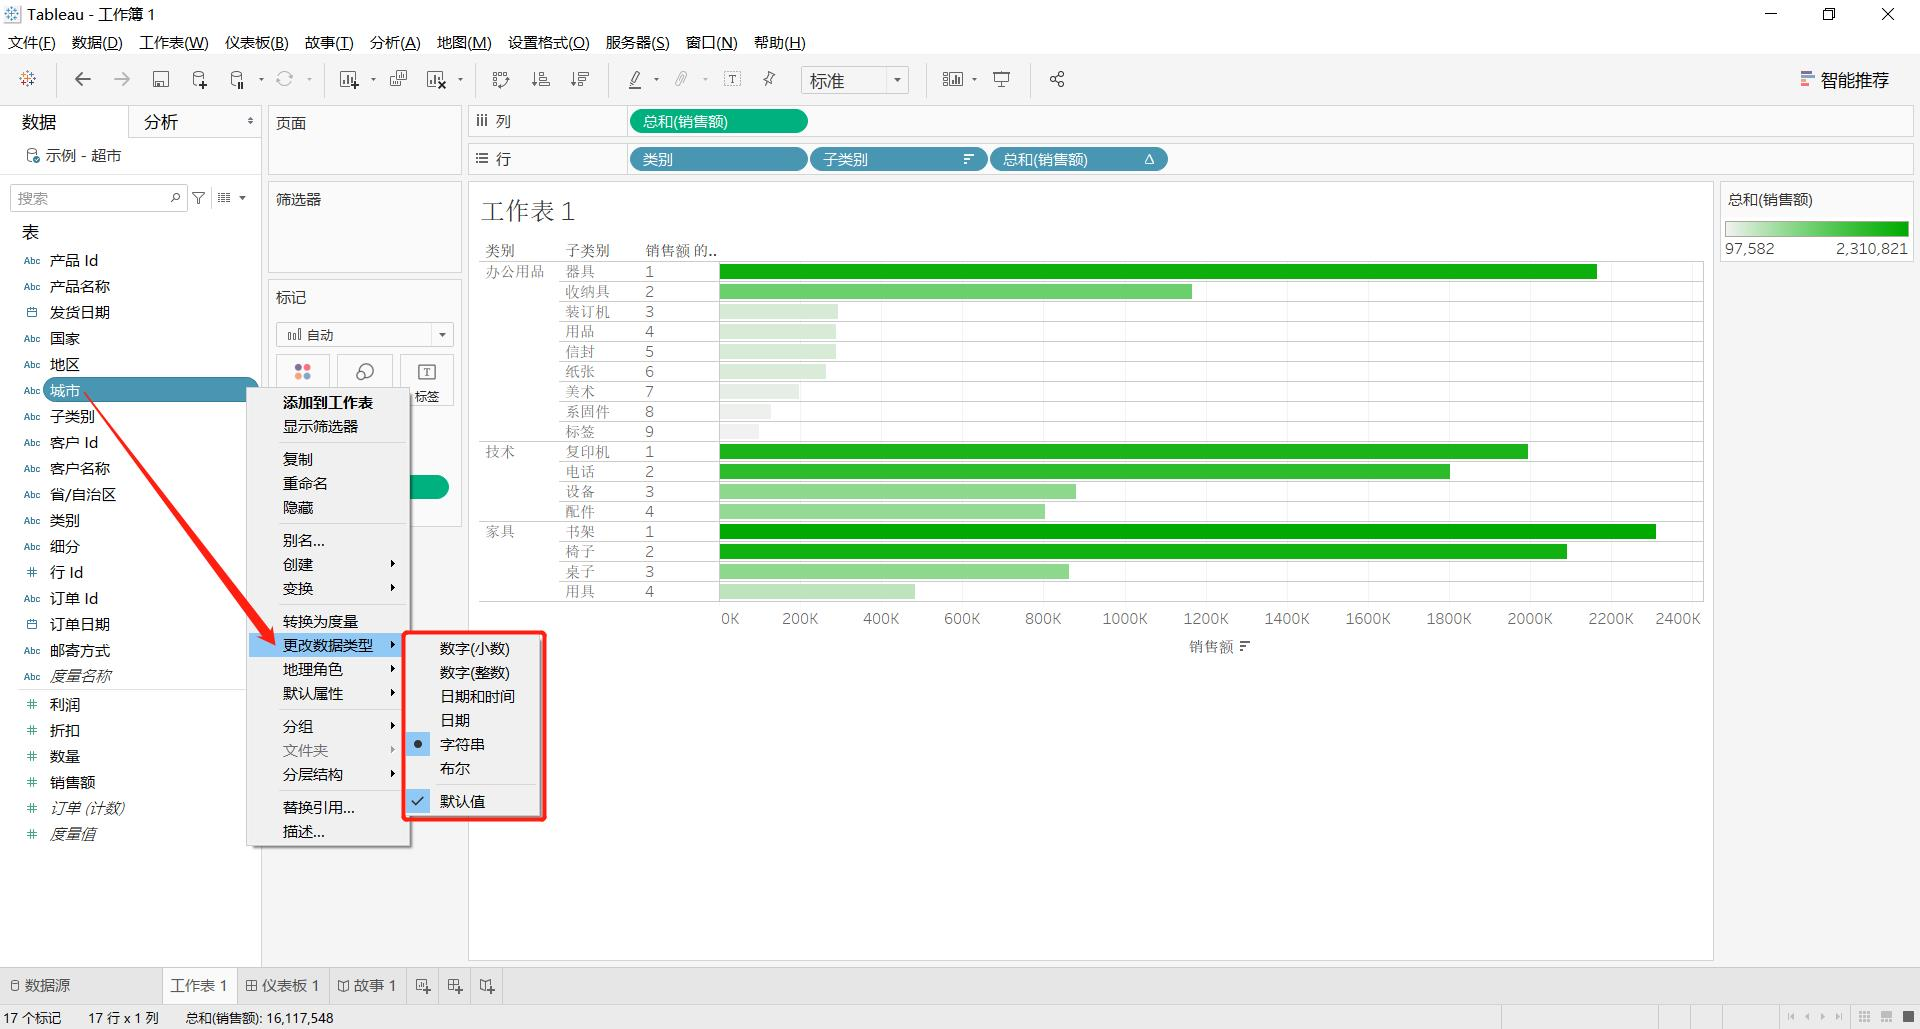 Tableau - 工作簿 1
文件(F) 数据(D) 工作表(W) 仪表板(B) 故事(T) 分析(A) 地图(M) 设置格式(O) 服务器(S) 窗口(N) 帮助(H)
标准
智能推荐
数据 分析
示例 - 超市
搜索
表
Abc 产品 Id
Abc 产品名称
发货日期
Abc 国家
Abc 地区
Abc 城市
Abc 子类别
Abc 客户 Id
Abc 客户名称
Abc 省/自治区
Abc 类别
Abc 细分
# 行 Id
Abc 订单 Id
订单日期
Abc 邮寄方式
Abc 度量名称
# 利润
# 折扣
# 数量
# 销售额
# 订单 (计数)
# 度量值
页面
筛选器
标记
自动
T
标签
添加到工作表
显示筛选器
复制
重命名
隐藏
别名...
创建
变换
转换为度量
更改数据类型
地理角色
默认属性
分组
文件夹
分层结构
替换引用...
描述...
数字(小数)
数字(整数)
日期和时间
日期
字符串
布尔
默认值
列 总和(销售额)
行 类别 子类别 总和(销售额) Δ
工作表 1
类别 子类别 销售额 的..
办公用品 器具 1
收纳具 2
装订机 3
用品 4
信封 5
纸张 6
美术 7
系固件 8
标签 9
技术 复印机 1
电话 2
设备 3
配件 4
家具 书架 1
椅子 2
桌子 3
用具 4
0K 200K 400K 600K 800K 1000K 1200K 1400K 1600K 1800K 2000K 2200K 2400K
销售额
总和(销售额)
97,582 2,310,821
数据源 工作表 1 仪表板 1 故事 1
17 个标记 17 行 x 1 列 总和(销售额): 16,117,548